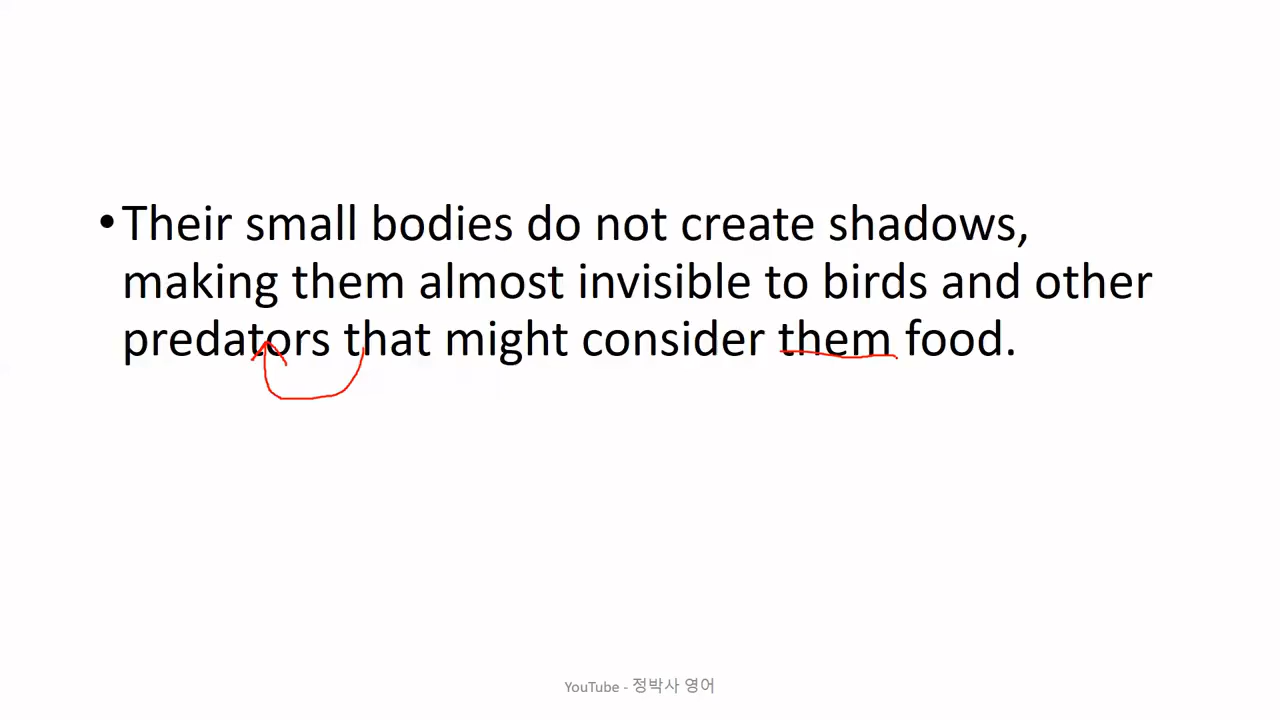 •Their small bodies do not create shadows,
making them almost invisible to birds and other
predators that might consider them food.
YouTube - 정박사 영어